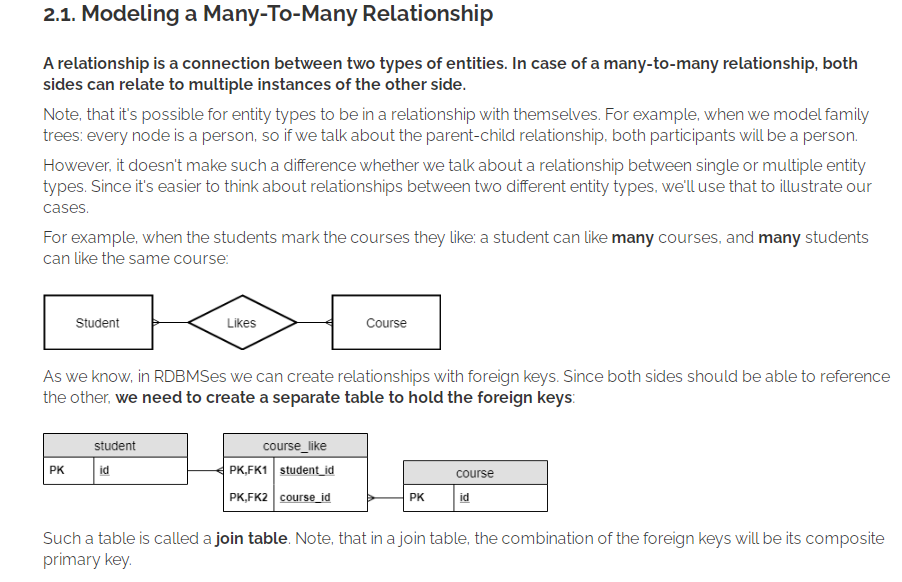 2.1. Modeling a Many-To-Many Relationship
A relationship is a connection between two types of entities. In case of a many-to-many relationship, both
sides can relate to multiple instances of the other side.
Note, that it's possible for entity types to be in a relationship with themselves. For example, when we model family
trees: every node is a person, so if we talk about the parent-child relationship, both participants will be a person.
However, it doesn't make such a difference whether we talk about a relationship between single or multiple entity
types. Since it's easier to think about relationships between two different entity types, we'll use that to illustrate our
cases.
For example, when the students mark the courses they like: a student can like many courses, and many students
can like the same course:
Student Likes Course
As we know, in RDBMSes we can create relationships with foreign keys. Since both sides should be able to reference
the other, we need to create a separate table to hold the foreign keys:
student course_like
PK id PK,FK1 student_id
course
PK,FK2 course_id PK id
Such a table is called a join table. Note, that in a join table, the combination of the foreign keys will be its composite
primary key.